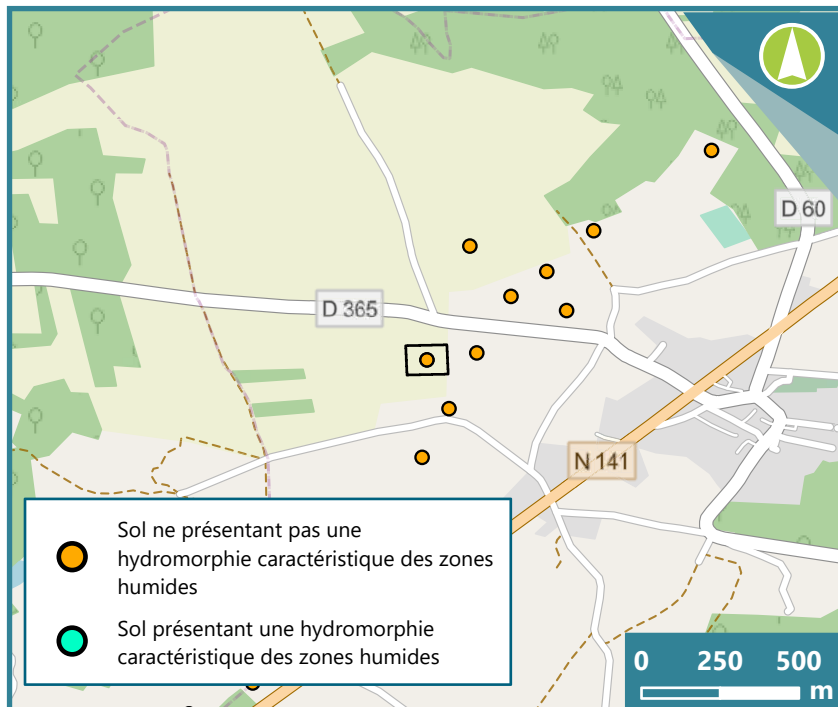 D 60
D 365
N 141
Sol ne présentant pas une
hydromorphie caractéristique des zones
humides
Sol présentant une hydromorphie
caractéristique des zones humides
0 250 500
m